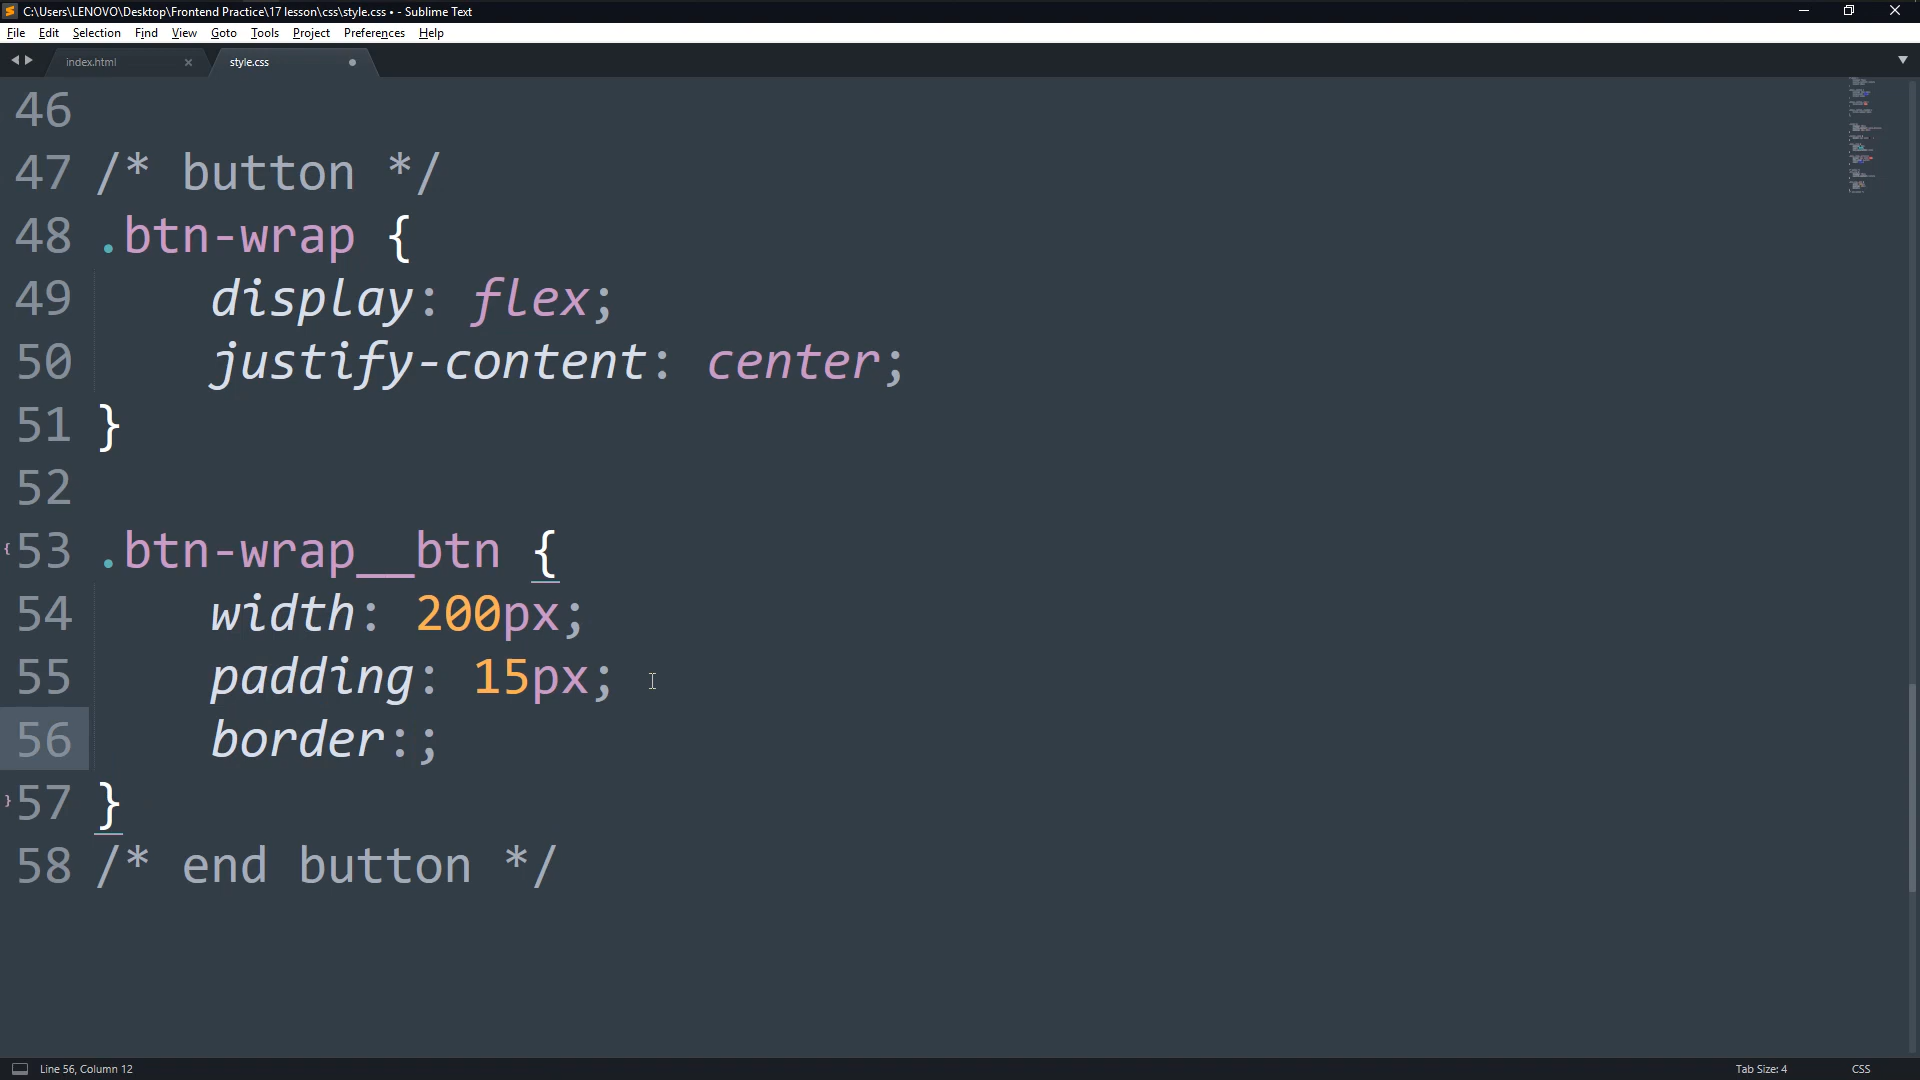 C:\Users\LENOVO\Desktop\Frontend Practice\17 lesson\css\style.css • - Sublime Text
File Edit Selection Find View Goto Tools Project Preferences Help
index.html style.css
46
47 /* button */
48 .btn-wrap {
49 display: flex;
50 justify-content: center;
51 }
52
53 .btn-wrap__btn {
54 width: 200px;
55 padding: 15px;
56 border:;
57 }
58 /* end button */
Line 56, Column 12 Tab Size: 4 CSS